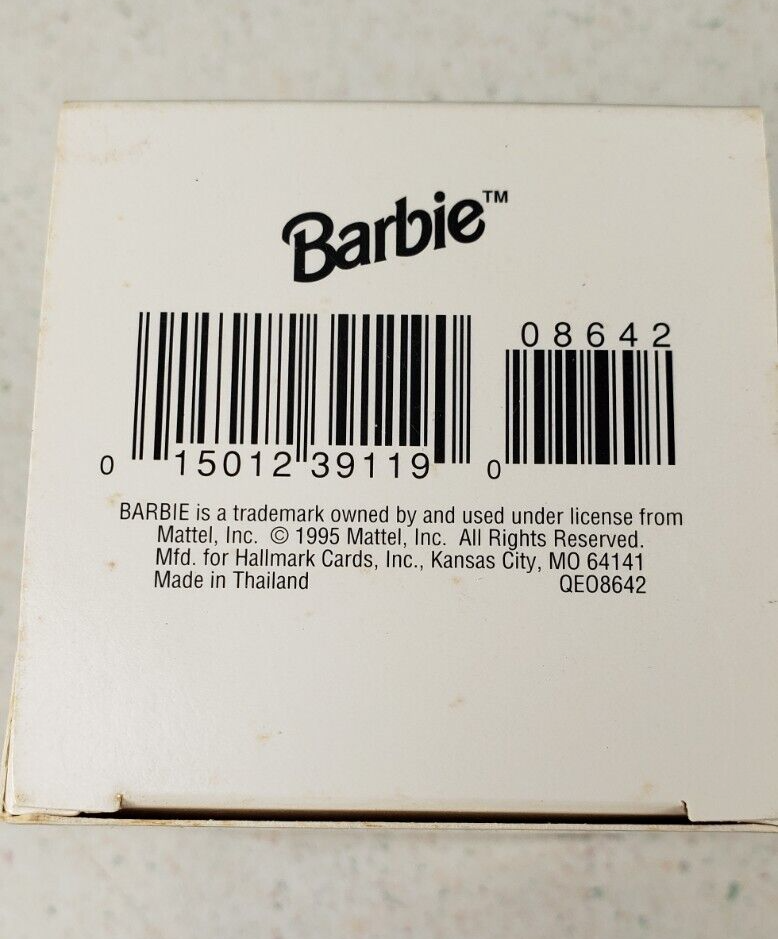 Barbie™
08642
0 15012 39119 0
BARBIE is a trademark owned by and used under license from
Mattel, Inc. © 1995 Mattel, Inc. All Rights Reserved.
Mfd. for Hallmark Cards, Inc., Kansas City, MO 64141
Made in Thailand QEO8642